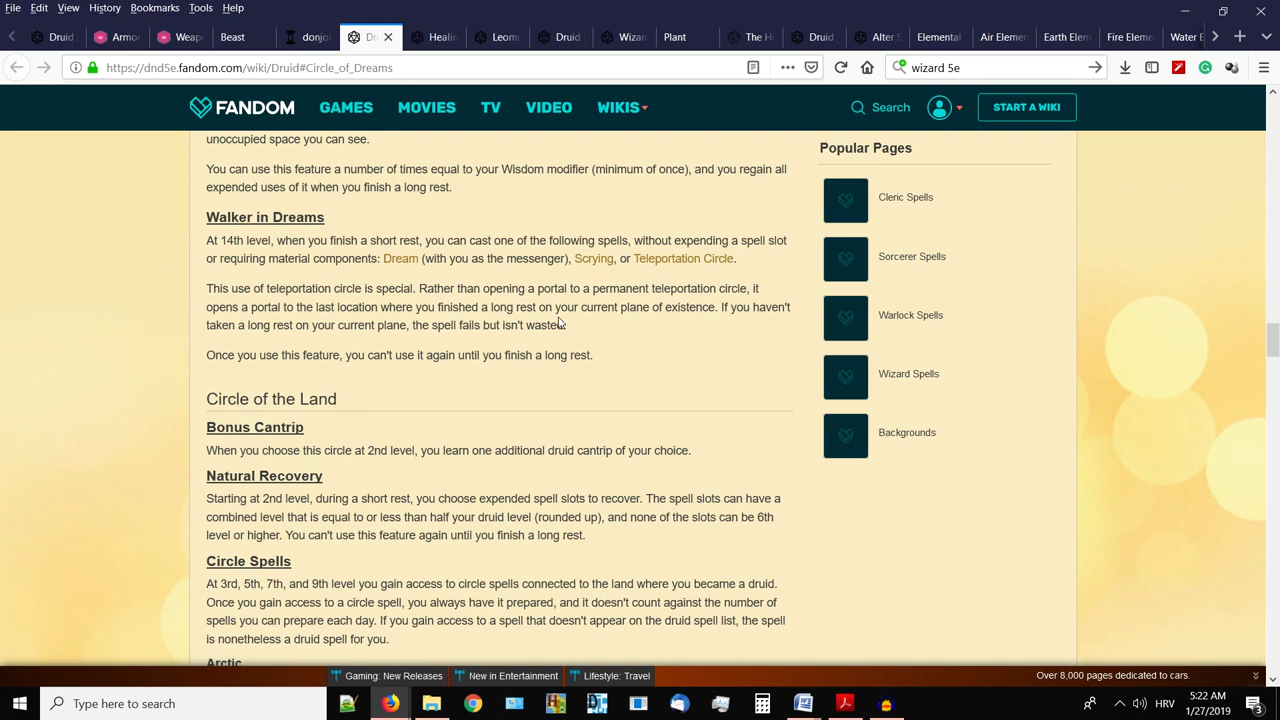 File Edit View History Bookmarks Tools Help
Druid
Armor
Weapo
Beast
donjo
Dr
Healin
Leomu
Druid
Wizar
Plant
The H
Druid
Alter S
Elemental
Air Elem
Earth Elem
Fire Eleme
Water E
https://dnd5e.fandom.com/wiki/Druid#Circle_of_Dreams
wizard 5e
FANDOM
GAMES
MOVIES
TV
VIDEO
WIKIS
Search
START A WIKI
unoccupied space you can see.
You can use this feature a number of times equal to your Wisdom modifier (minimum of once), and you regain all
expended uses of it when you finish a long rest.
Walker in Dreams
At 14th level, when you finish a short rest, you can cast one of the following spells, without expending a spell slot
or requiring material components: Dream (with you as the messenger), Scrying, or Teleportation Circle.
This use of teleportation circle is special. Rather than opening a portal to a permanent teleportation circle, it
opens a portal to the last location where you finished a long rest on your current plane of existence. If you haven't
taken a long rest on your current plane, the spell fails but isn't wasted.
Once you use this feature, you can't use it again until you finish a long rest.
Circle of the Land
Bonus Cantrip
When you choose this circle at 2nd level, you learn one additional druid cantrip of your choice.
Natural Recovery
Starting at 2nd level, during a short rest, you choose expended spell slots to recover. The spell slots can have a
combined level that is equal to or less than half your druid level (rounded up), and none of the slots can be 6th
level or higher. You can't use this feature again until you finish a long rest.
Circle Spells
At 3rd, 5th, 7th, and 9th level you gain access to circle spells connected to the land where you became a druid.
Once you gain access to a circle spell, you always have it prepared, and it doesn't count against the number of
spells you can prepare each day. If you gain access to a spell that doesn't appear on the druid spell list, the spell
is nonetheless a druid spell for you.
Arctic
Popular Pages
Cleric Spells
Sorcerer Spells
Warlock Spells
Wizard Spells
Backgrounds
Gaming: New Releases
New in Entertainment
Lifestyle: Travel
Over 8,000 pages dedicated to cars.
Type here to search
HRV
5:22 AM
1/27/2019
3